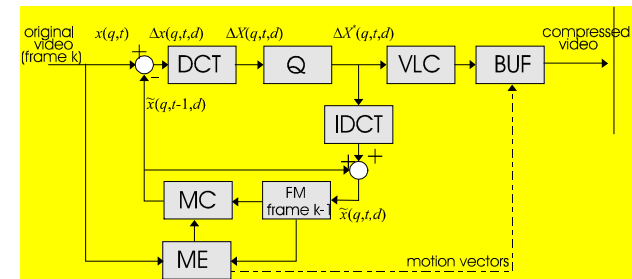 original
video
(frame k)
x(q,t)
Δx(q,t,d)
ΔX(q,t,d)
ΔX*(q,t,d)
compressed
video
+
-
DCT
Q
VLC
BUF
x̃(q,t-1,d)
IDCT
+ +
MC
FM
frame k-1
x̃(q,t,d)
ME
motion vectors